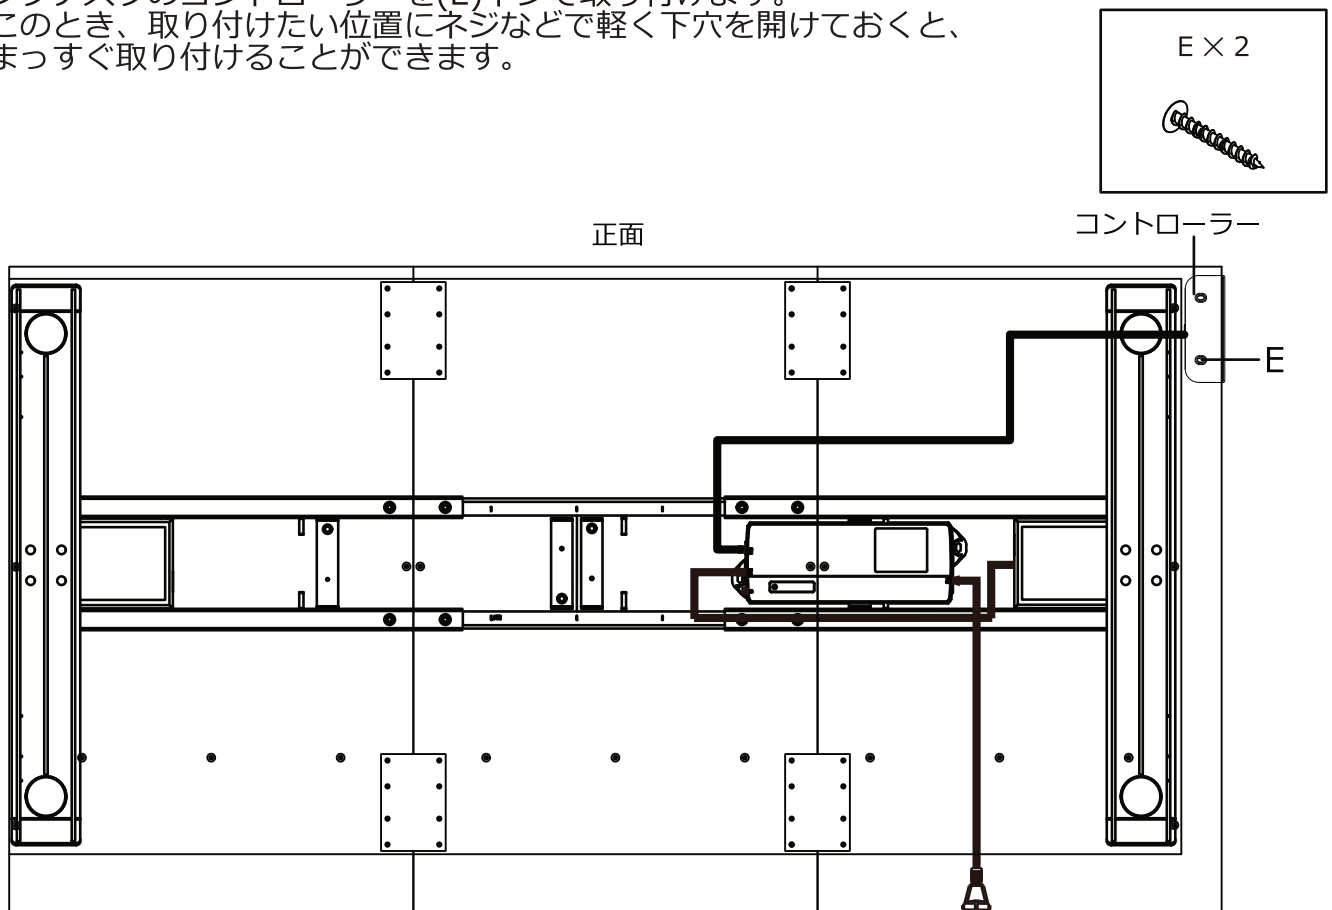 このとき、取り付けたい位置にネジなどで軽く下穴を開けておくと、
まっすぐ取り付けることができます。
E × 2
コントローラー
正面
E